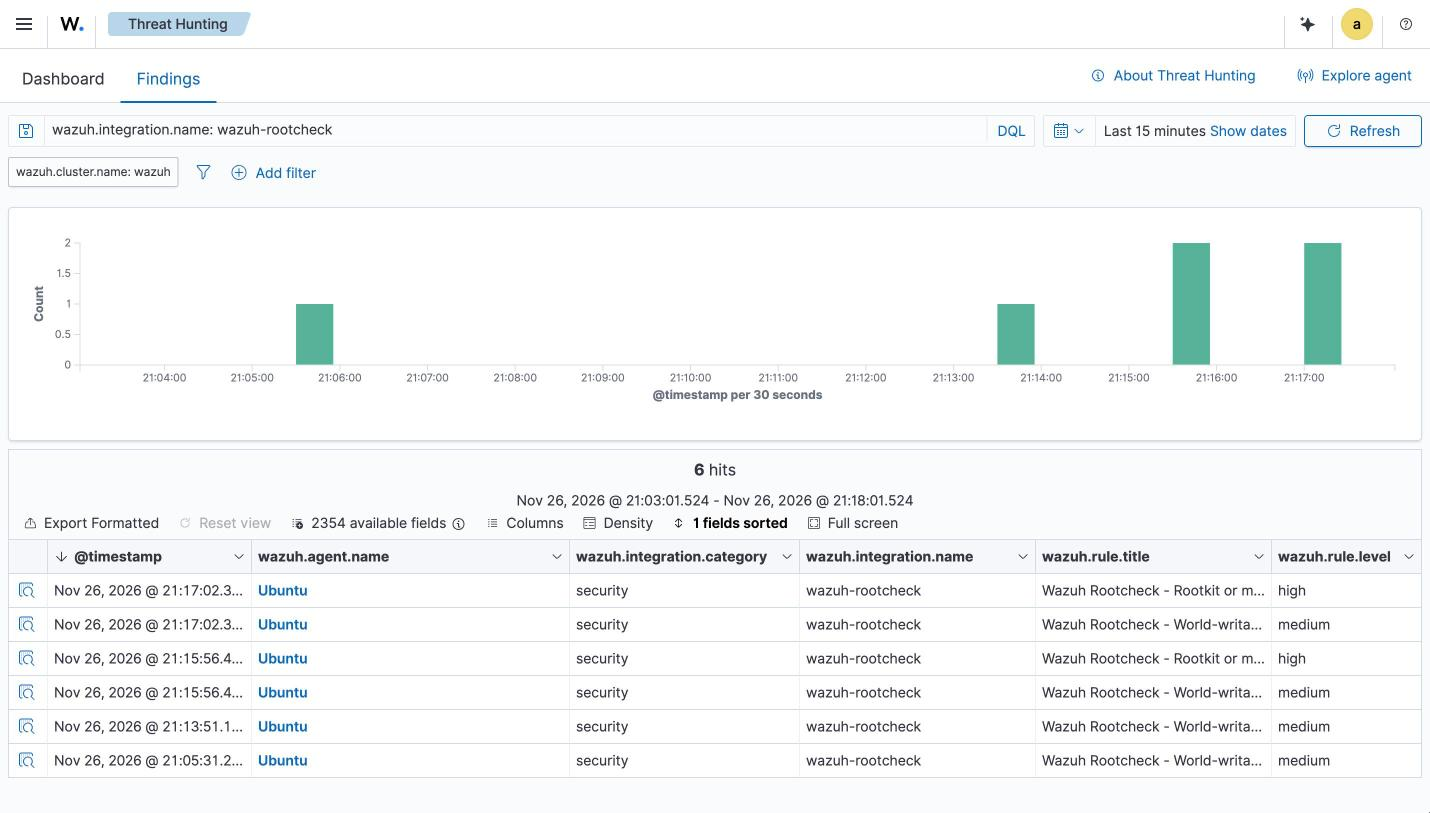 W. Threat Hunting a
Dashboard Findings About Threat Hunting Explore agent
wazuh.integration.name: wazuh-rootcheck DQL Last 15 minutes Show dates Refresh
wazuh.cluster.name: wazuh Add filter
2
1.5
1
0.5
0
Count
21:04:00 21:05:00 21:06:00 21:07:00 21:08:00 21:09:00 21:10:00 21:11:00 21:12:00 21:13:00 21:14:00 21:15:00 21:16:00 21:17:00
@timestamp per 30 seconds
6 hits
Nov 26, 2026 @ 21:03:01.524 - Nov 26, 2026 @ 21:18:01.524
Export Formatted Reset view 2354 available fields Columns Density 1 fields sorted Full screen
@timestamp wazuh.agent.name wazuh.integration.category wazuh.integration.name wazuh.rule.title wazuh.rule.level
Nov 26, 2026 @ 21:17:02.3... Ubuntu security wazuh-rootcheck Wazuh Rootcheck - Rootkit or m... high
Nov 26, 2026 @ 21:17:02.3... Ubuntu security wazuh-rootcheck Wazuh Rootcheck - World-writa... medium
Nov 26, 2026 @ 21:15:56.4... Ubuntu security wazuh-rootcheck Wazuh Rootcheck - Rootkit or m... high
Nov 26, 2026 @ 21:15:56.4... Ubuntu security wazuh-rootcheck Wazuh Rootcheck - World-writa... medium
Nov 26, 2026 @ 21:13:51.1... Ubuntu security wazuh-rootcheck Wazuh Rootcheck - World-writa... medium
Nov 26, 2026 @ 21:05:31.2... Ubuntu security wazuh-rootcheck Wazuh Rootcheck - World-writa... medium